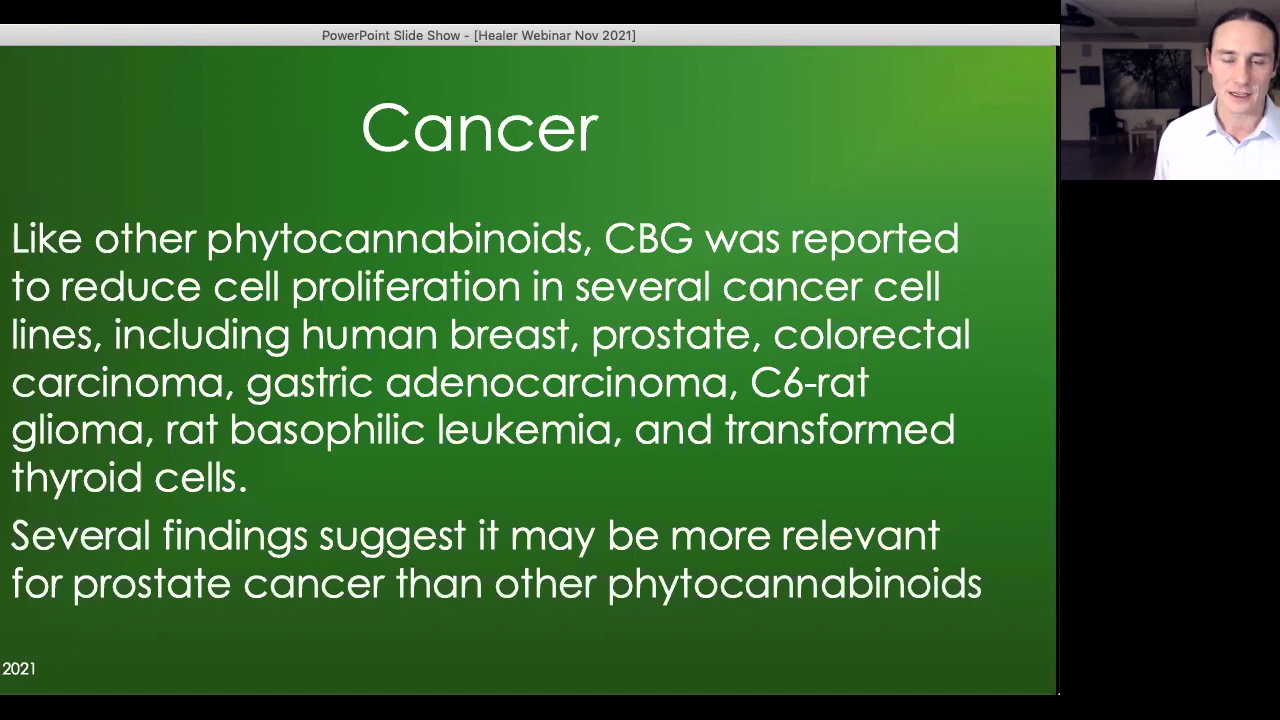 PowerPoint Slide Show - [Healer Webinar Nov 2021]
Cancer
Like other phytocannabinoids, CBG was reported
to reduce cell proliferation in several cancer cell
lines, including human breast, prostate, colorectal
carcinoma, gastric adenocarcinoma, C6-rat
glioma, rat basophilic leukemia, and transformed
thyroid cells.
Several findings suggest it may be more relevant
for prostate cancer than other phytocannabinoids
2021